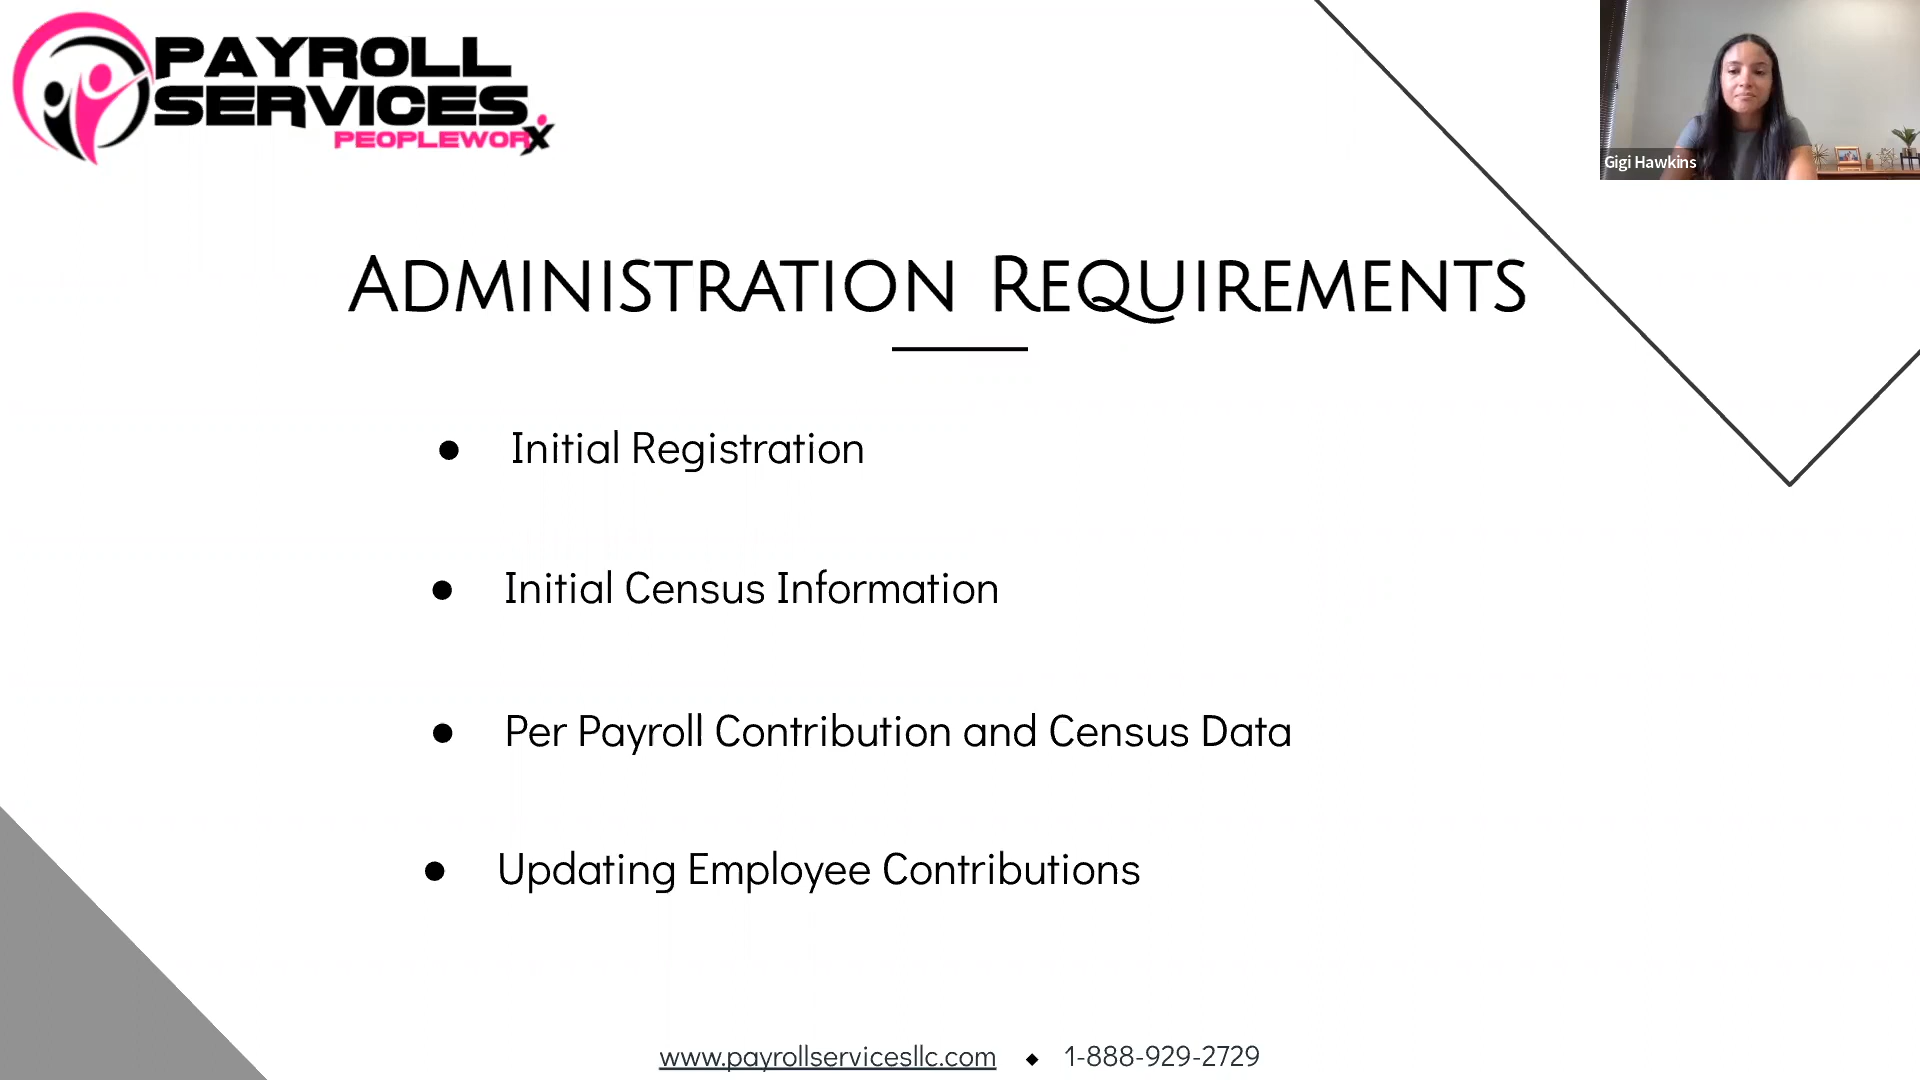 PAYROLL
SERVICES
PEOPLEWORX
Gigi Hawkins
Administration Requirements
● Initial Registration
● Initial Census Information
● Per Payroll Contribution and Census Data
● Updating Employee Contributions
www.payrollservicesllc.com ◆ 1-888-929-2729